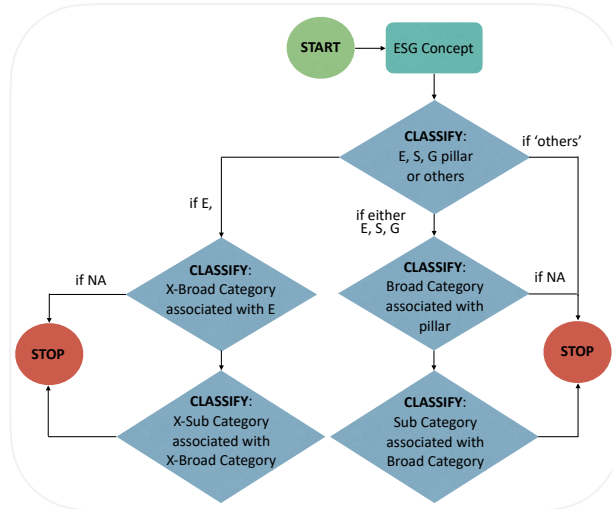 START
ESG Concept
CLASSIFY:
E, S, G pillar
or others
if 'others'
if E,
if either
E, S, G
CLASSIFY:
X-Broad Category
associated with E
CLASSIFY:
Broad Category
associated with
pillar
if NA
if NA
STOP
STOP
CLASSIFY:
X-Sub Category
associated with
X-Broad Category
CLASSIFY:
Sub Category
associated with
Broad Category